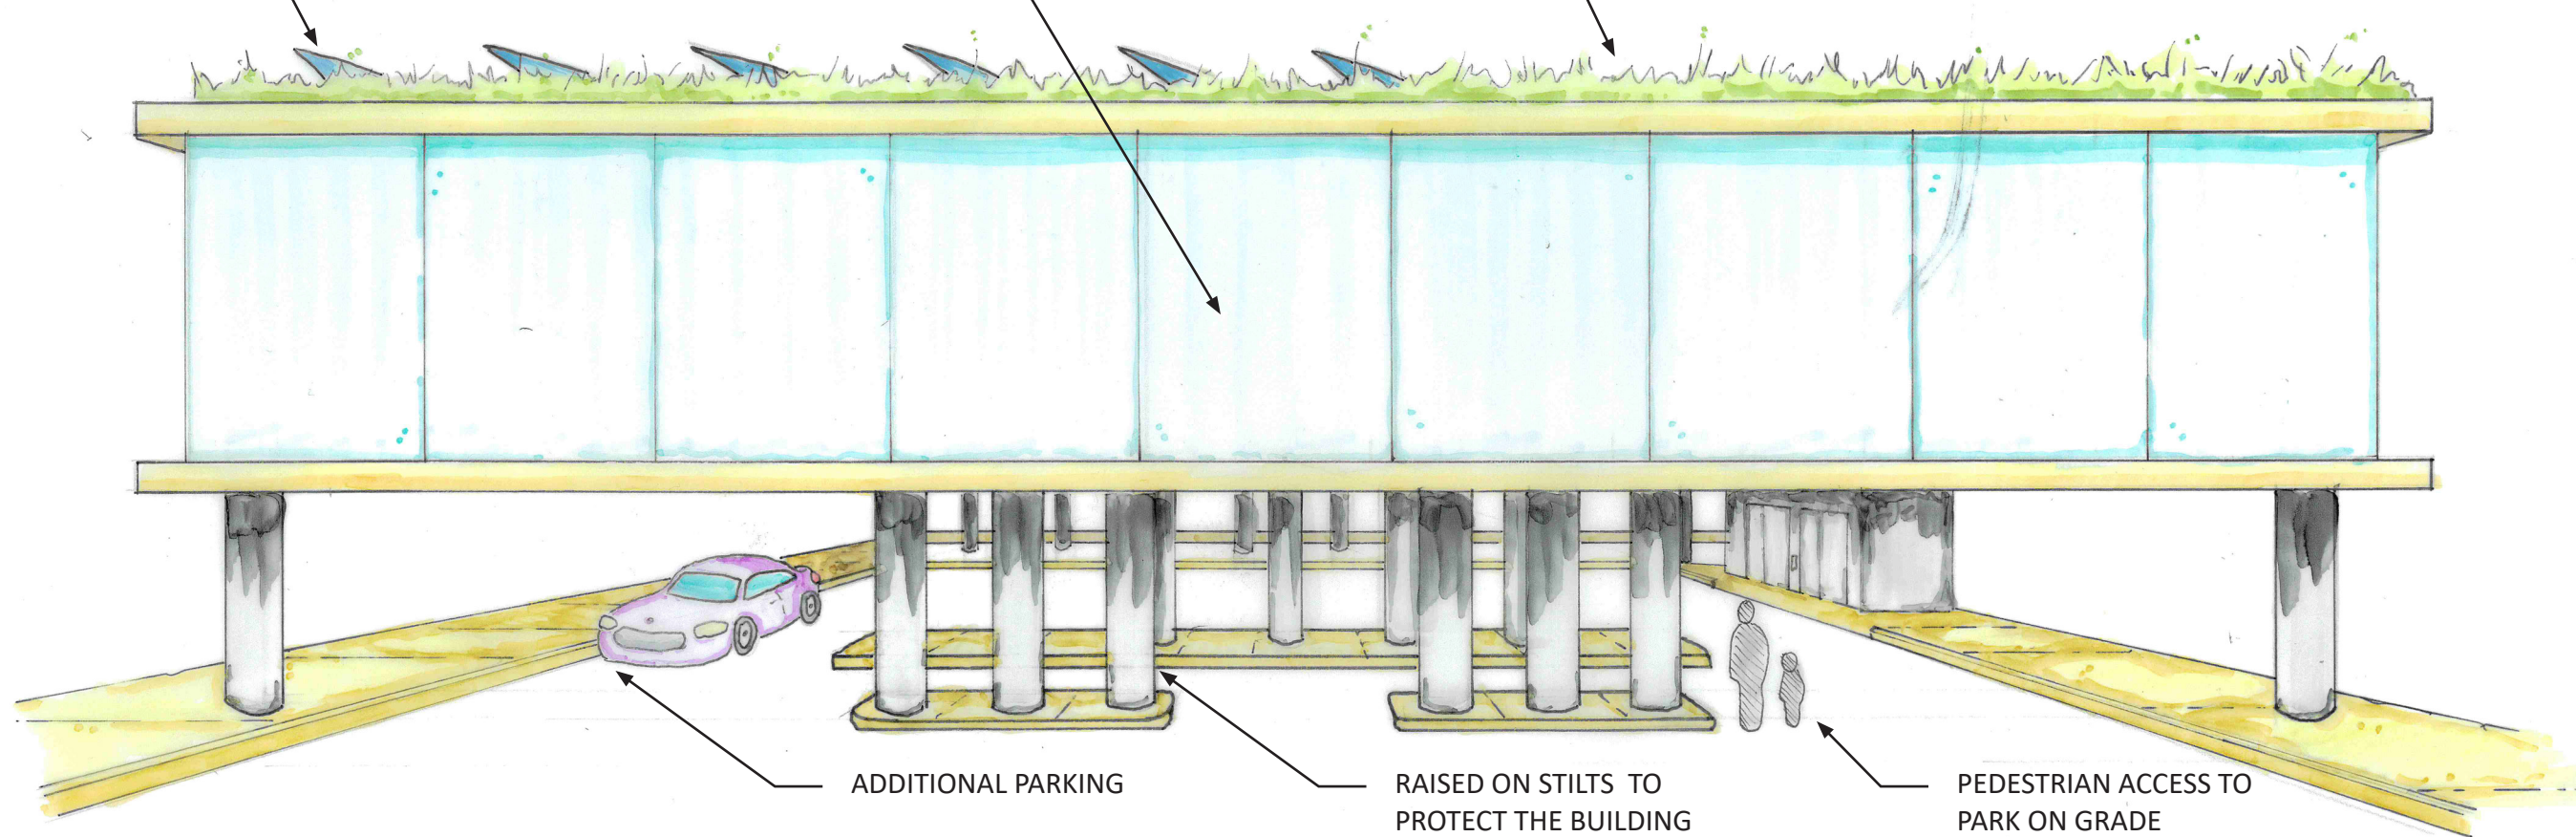 ADDITIONAL PARKING
RAISED ON STILTS TO
PROTECT THE BUILDING
PEDESTRIAN ACCESS TO
PARK ON GRADE